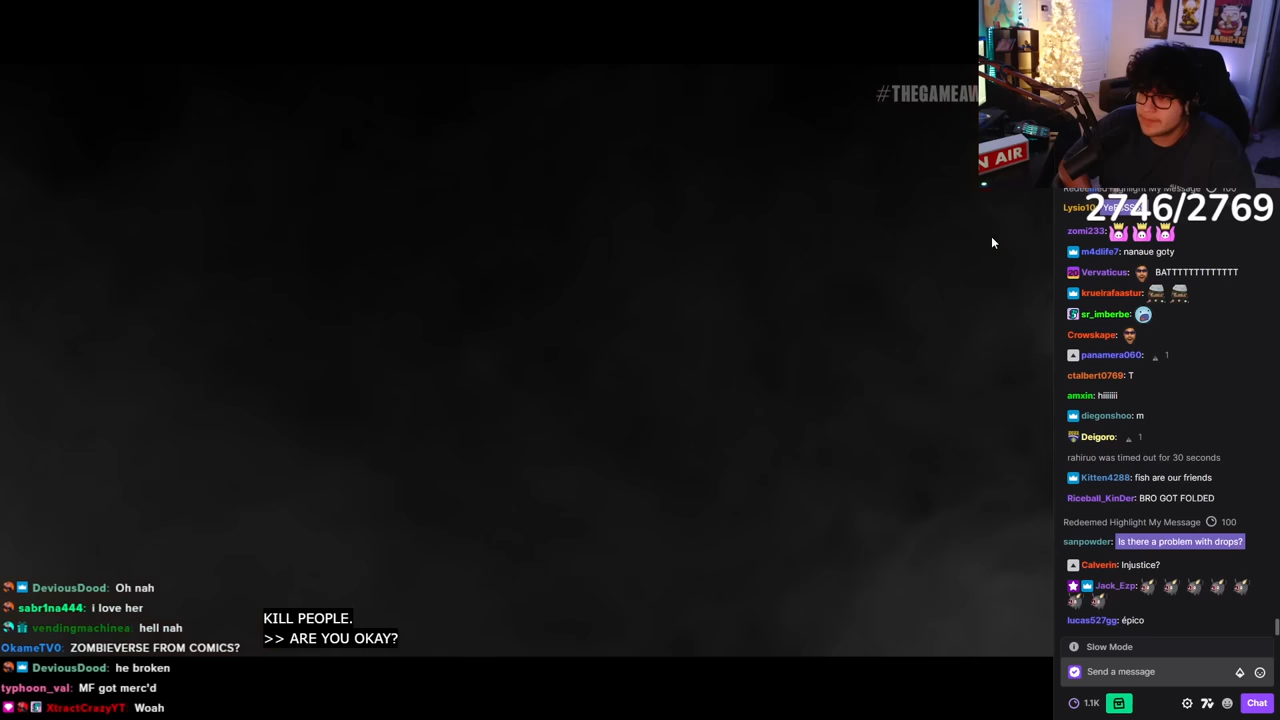 #THEGAMEAW
N AIR
Redeemed Highlight My Message 100
Lysio10
2746/2769
zomi233:
m4dlife7: nanaue goty
Vervaticus: BATTTTTTTTTTTTT
kruelrafaastur:
sr_imberbe:
Crowskape:
panamera060: 1
ctalbert0769: T
amxin: hiiiiiii
diegonshoo: m
Deigoro: 1
rahiruo was timed out for 30 seconds
Kitten4288: fish are our friends
Riceball_KinDer: BRO GOT FOLDED
Redeemed Highlight My Message 100
sanpowder: Is there a problem with drops?
Calverin: Injustice?
Jack_Ezp:
lucas527gg: épico
Slow Mode
Send a message
1.1K
Chat
DeviousDood: Oh nah
sabr1na444: i love her
vendingmachinea: hell nah
OkameTV0: ZOMBIEVERSE FROM COMICS?
DeviousDood: he broken
typhoon_val: MF got merc'd
XtractCrazyYT: Woah
KILL PEOPLE.
>> ARE YOU OKAY?